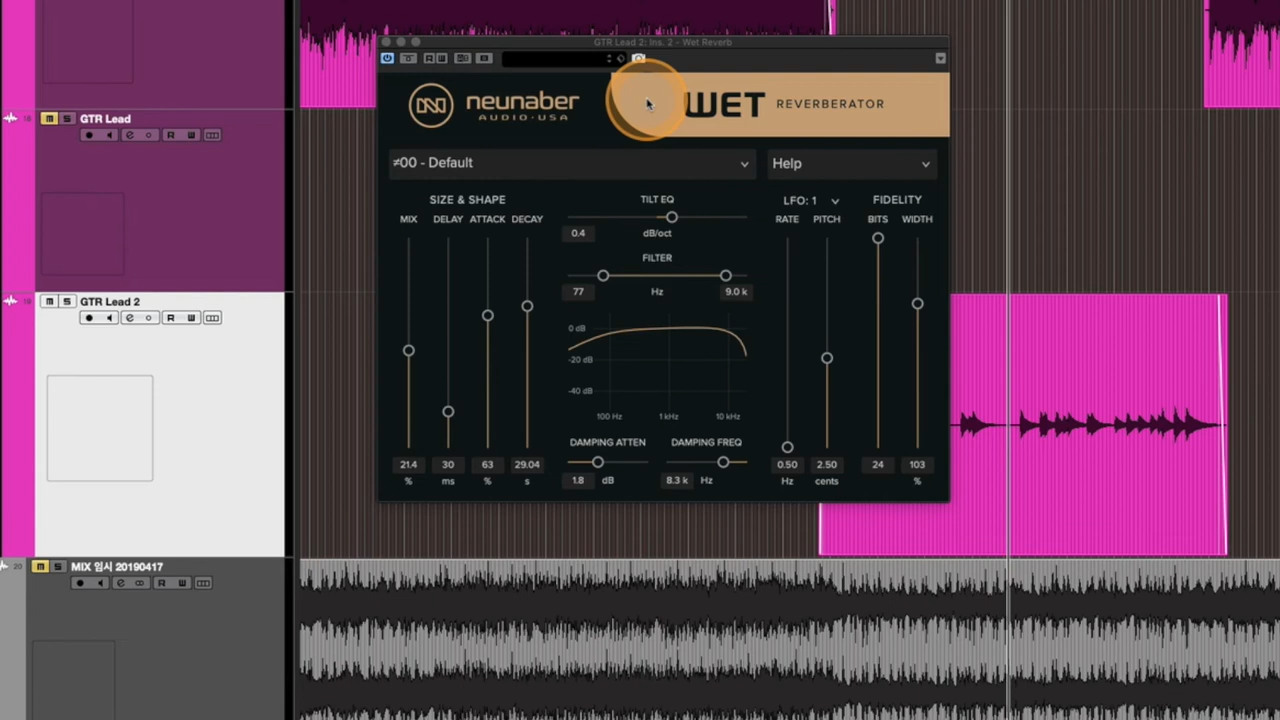 GTR Lead 2: Ins. 2 - Wet Reverb
R W
neunaber
AUDIO·USA
WET REVERBERATOR
≠00 - Default
Help
SIZE & SHAPE
MIX DELAY ATTACK DECAY
TILT EQ
0.4 dB/oct
FILTER
77 Hz 9.0 k
0 dB
-20 dB
-40 dB
100 Hz 1 kHz 10 kHz
DAMPING ATTEN DAMPING FREQ
1.8 dB 8.3 k Hz
LFO: 1
RATE PITCH
FIDELITY
BITS WIDTH
21.4 30 63 29.04
% ms % s
0.50 2.50 24 103
Hz cents %
18 m S GTR Lead
e R W
m S GTR Lead 2
e R W
20 m S MIX 임시 20190417
e R W